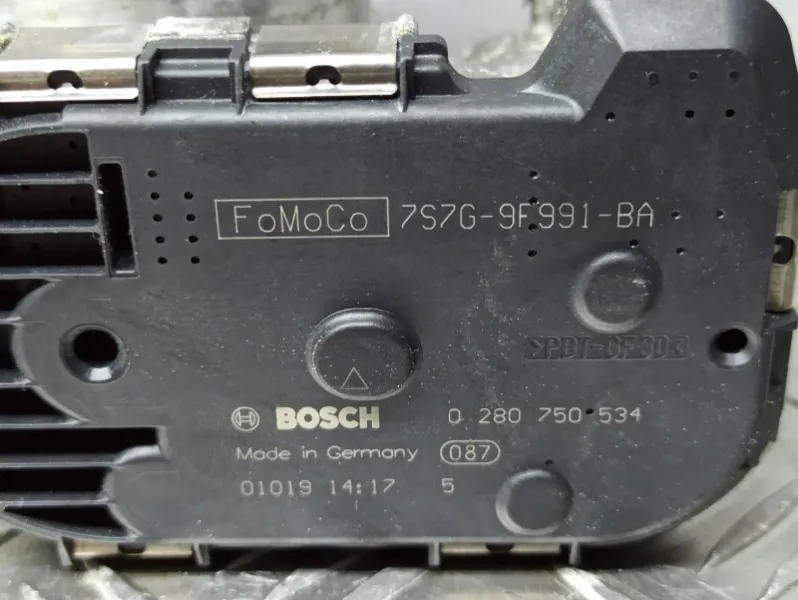 FoMoCo 7S7G-9F991-BA
>PBT-GF30<
BOSCH 0 280 750 534
Made in Germany 087
01019 14:17 5